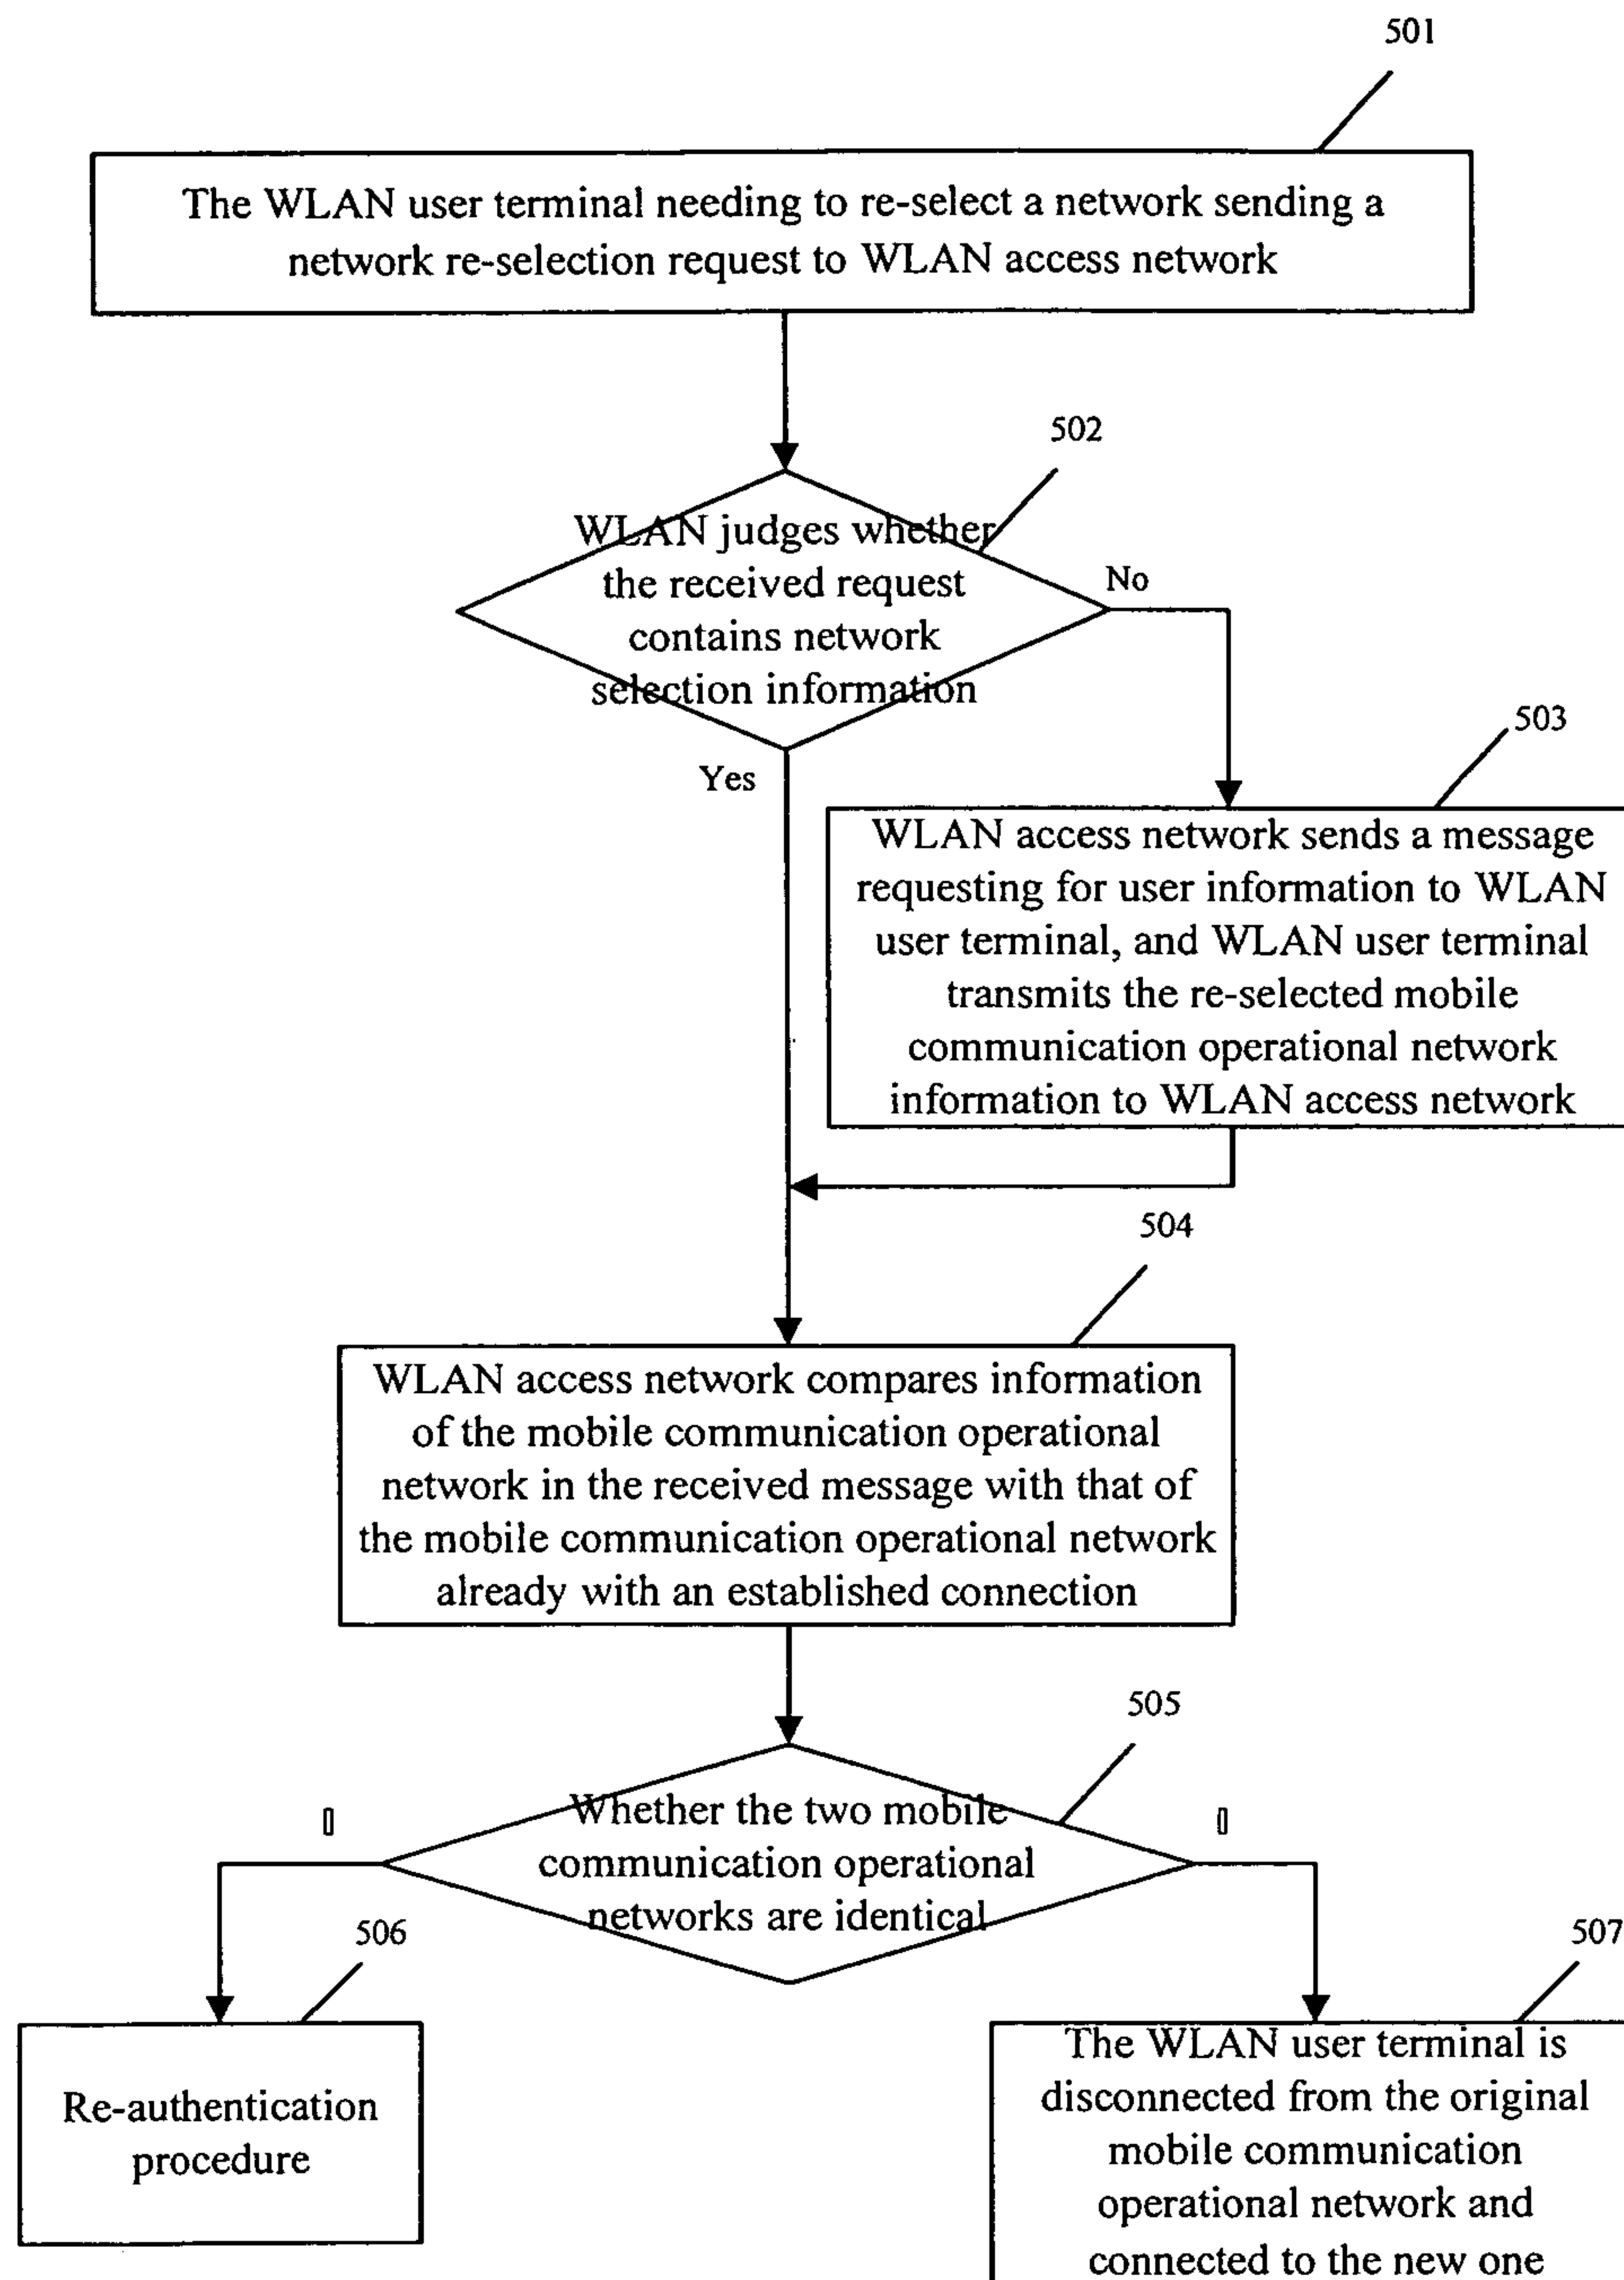 501
The WLAN user terminal needing to re-select a network sending a
network re-selection request to WLAN access network
502
WLAN judges whether
the received request
contains network
selection information
No
Yes
503
WLAN access network sends a message
requesting for user information to WLAN
user terminal, and WLAN user terminal
transmits the re-selected mobile
communication operational network
information to WLAN access network
504
WLAN access network compares information
of the mobile communication operational
network in the received message with that of
the mobile communication operational network
already with an established connection
505
Whether the two mobile
communication operational
networks are identical
506
Re-authentication
procedure
507
The WLAN user terminal is
disconnected from the original
mobile communication
operational network and
connected to the new one